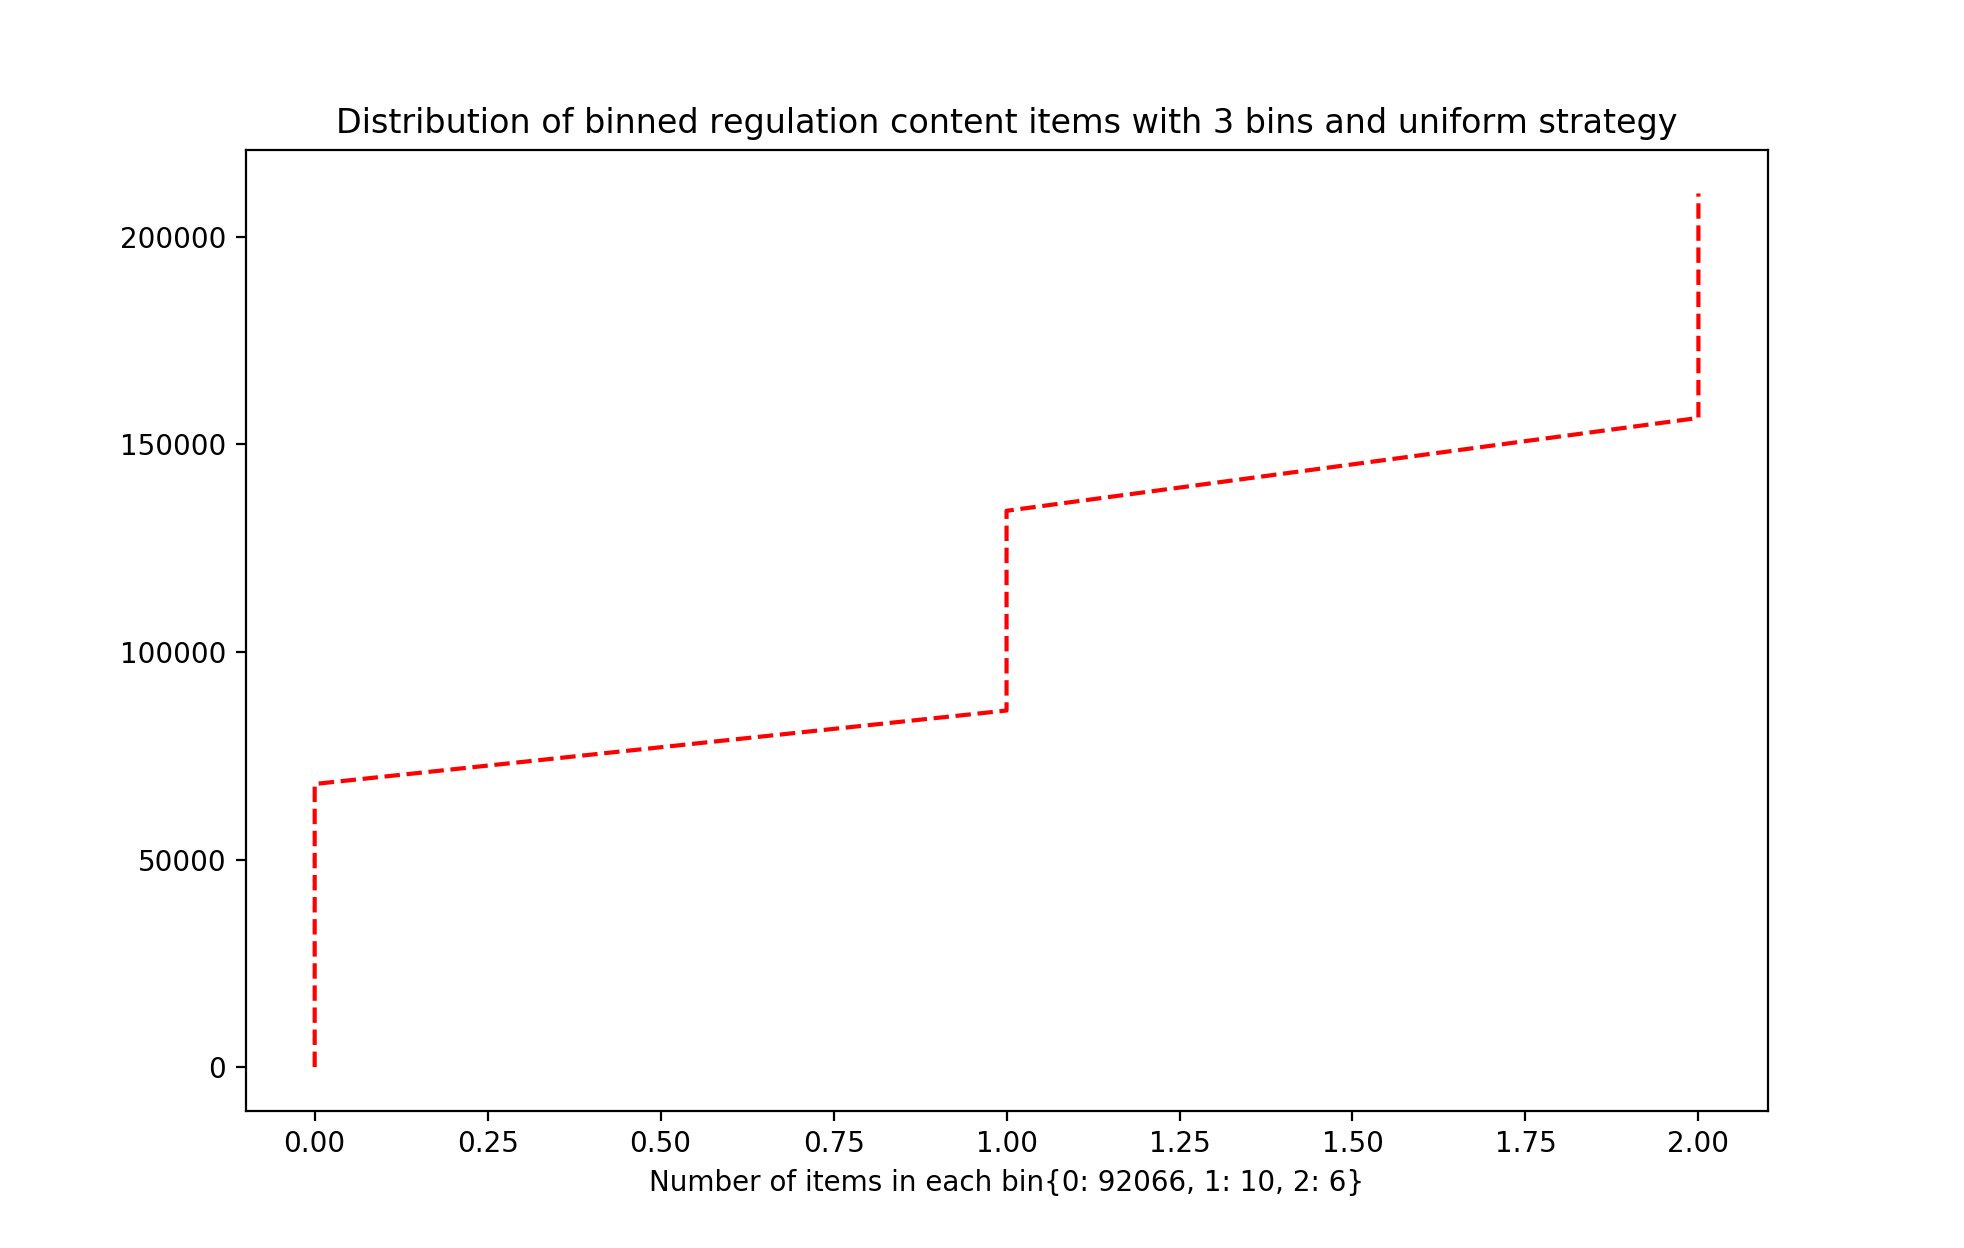 Distribution of binned regulation content items with 3 bins and uniform strategy
200000
150000
100000
50000
0
0.00 0.25 0.50 0.75 1.00 1.25 1.50 1.75 2.00
Number of items in each bin{0: 92066, 1: 10, 2: 6}